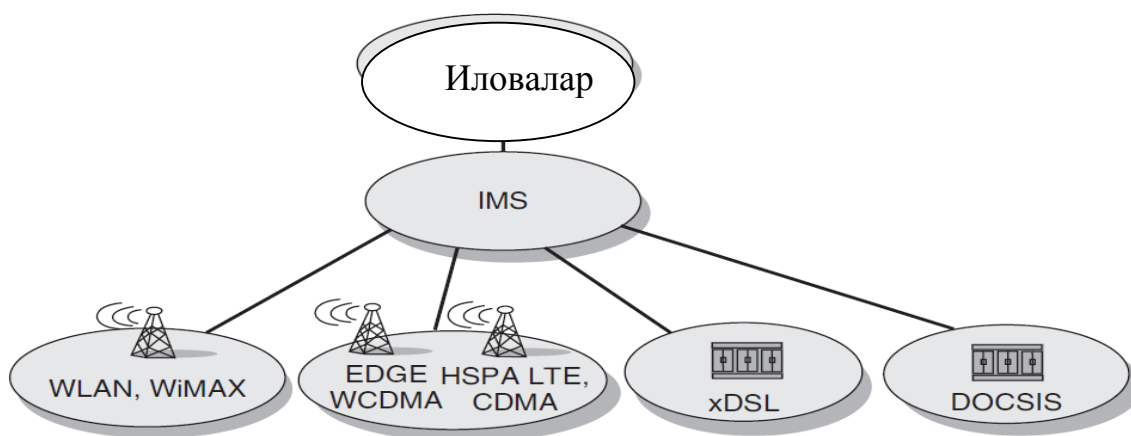 Иловалар
IMS
WLAN, WiMAX
EDGE
WCDMA
HSPA LTE,
CDMA
xDSL
DOCSIS